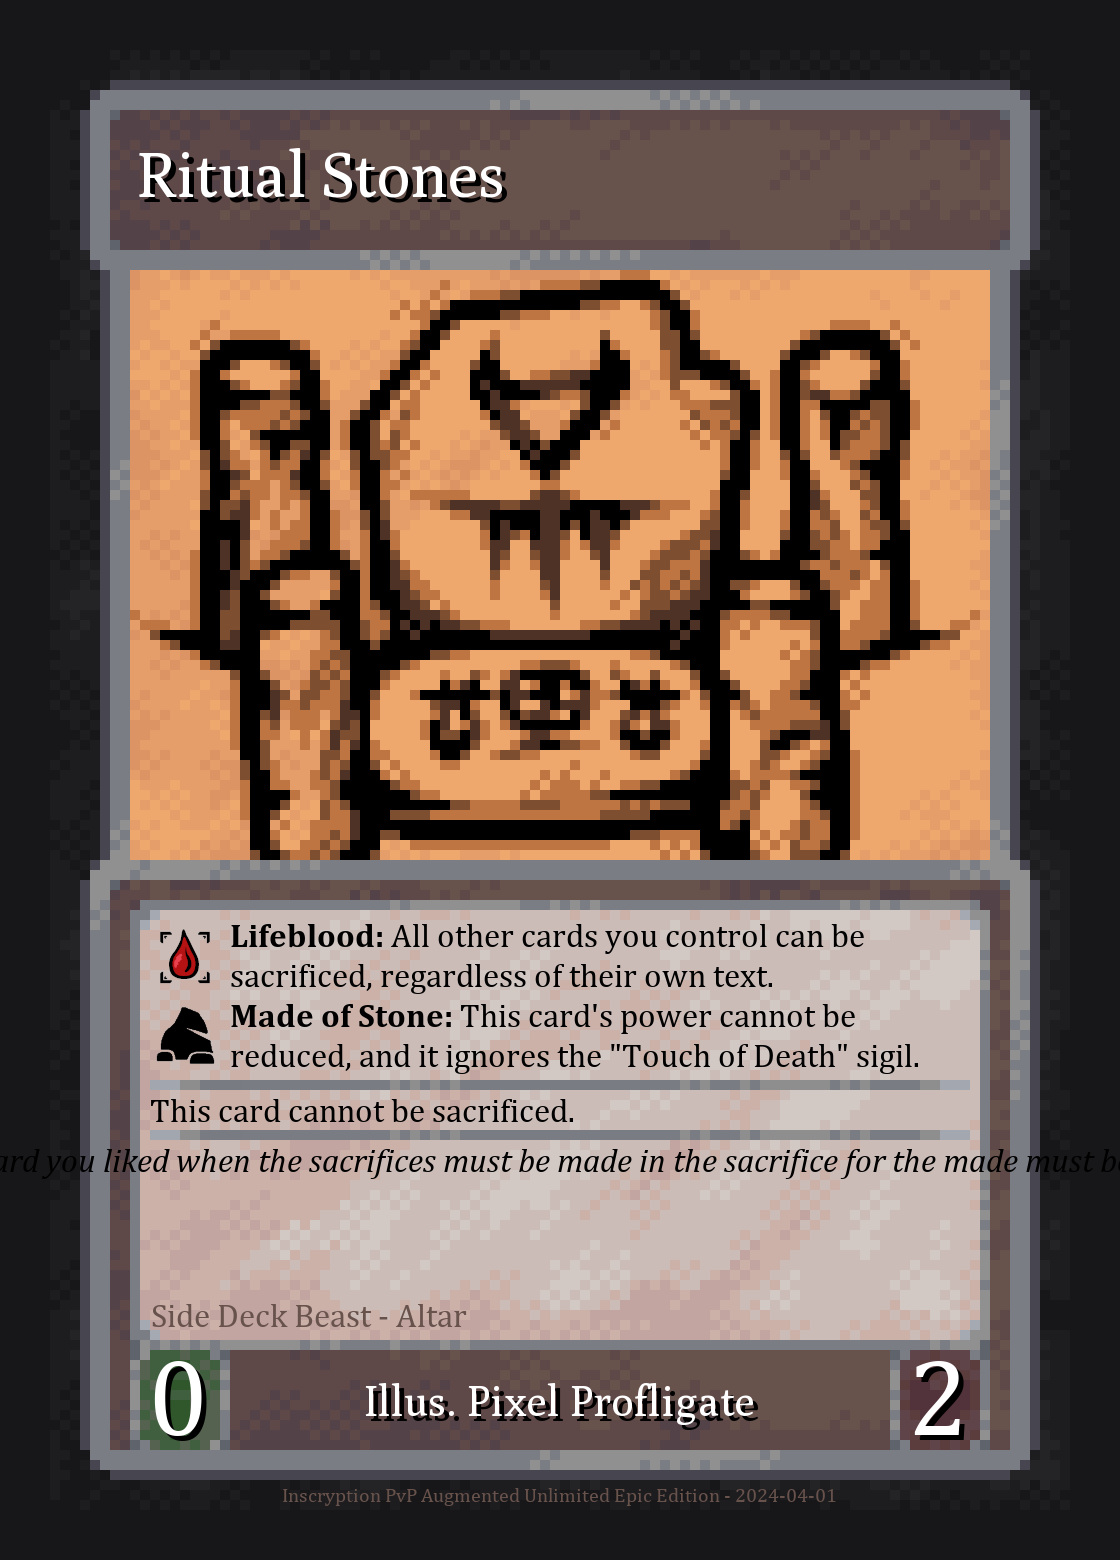 Ritual Stones
Lifeblood: All other cards you control can be
sacrificed, regardless of their own text.
Made of Stone: This card's power cannot be
reduced, and it ignores the "Touch of Death" sigil.
This card cannot be sacrificed.
you liked when the sacrifices must be made in the sacrifice for the made must
Side Deck Beast - Altar
0
Illus. Pixel Profligate
2
Inscryption PvP Augmented Unlimited Epic Edition - 2024-04-01